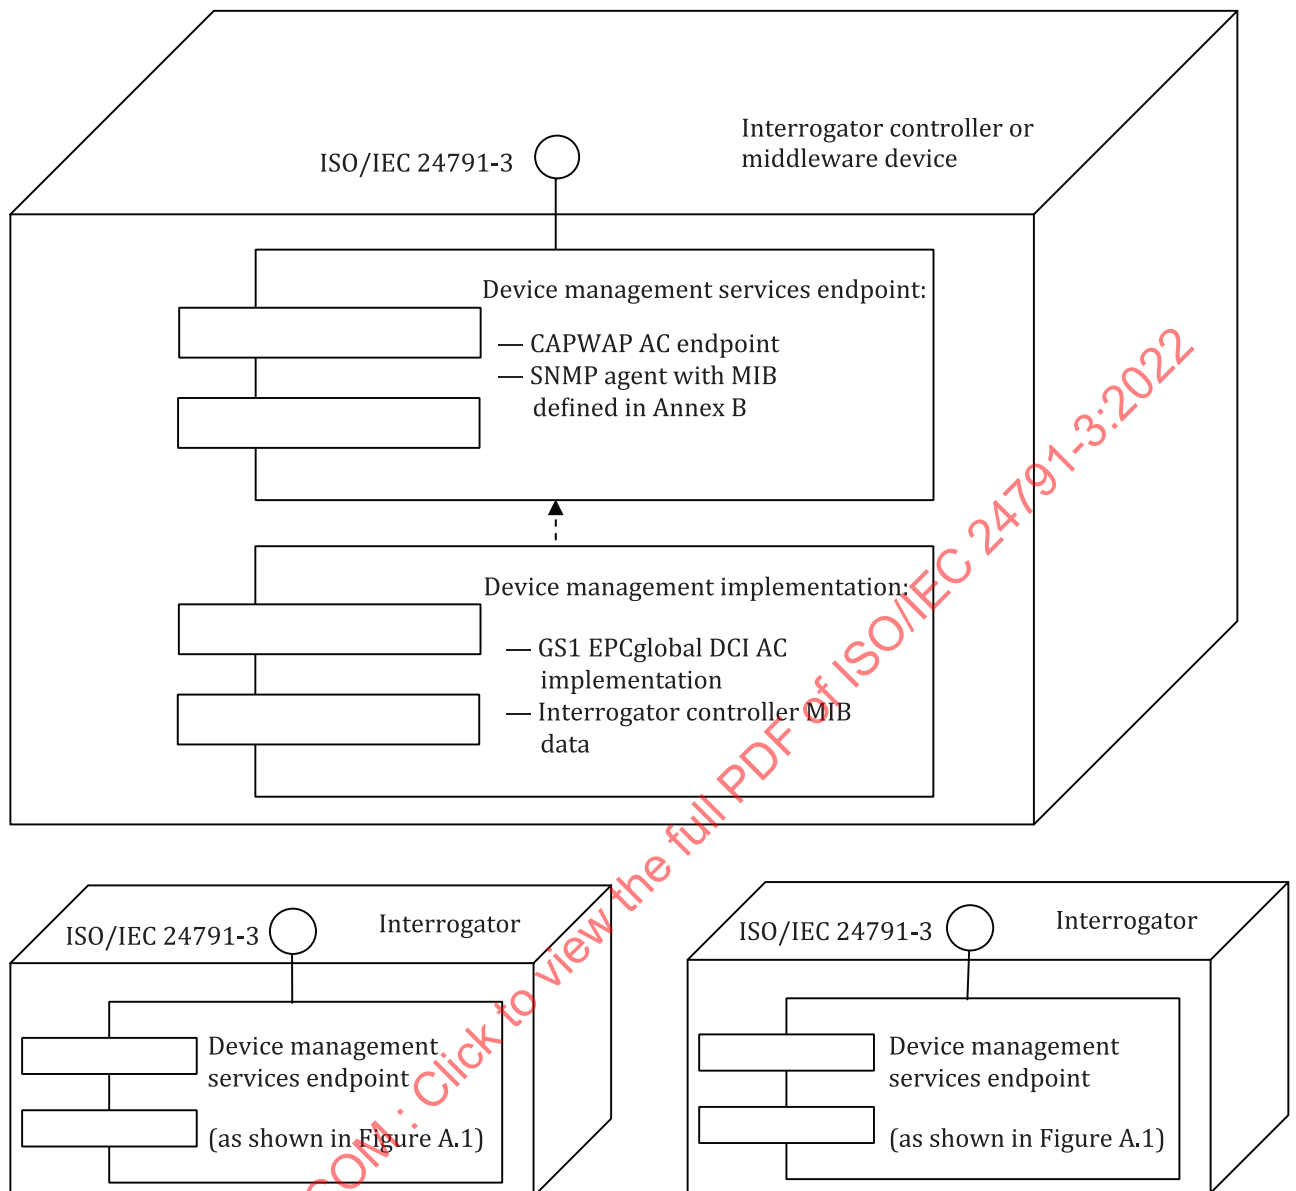 Interrogator controller or
middleware device
ISO/IEC 24791-3
Device management services endpoint:
— CAPWAP AC endpoint
— SNMP agent with MIB
defined in Annex B
Device management implementation:
— GS1 EPCglobal DCI AC
implementation
— Interrogator controller MIB
data
ISO/IEC 24791-3
Interrogator
Device management
services endpoint
(as shown in Figure A.1)
ISO/IEC 24791-3
Interrogator
Device management
services endpoint
(as shown in Figure A.1)
COM : Click to view the full PDF of ISO/IEC 24791-3:2022